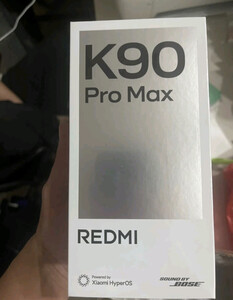 K90
Pro Max
REDMI
Powered by
Xiaomi HyperOS
SOUND BY
BOSE